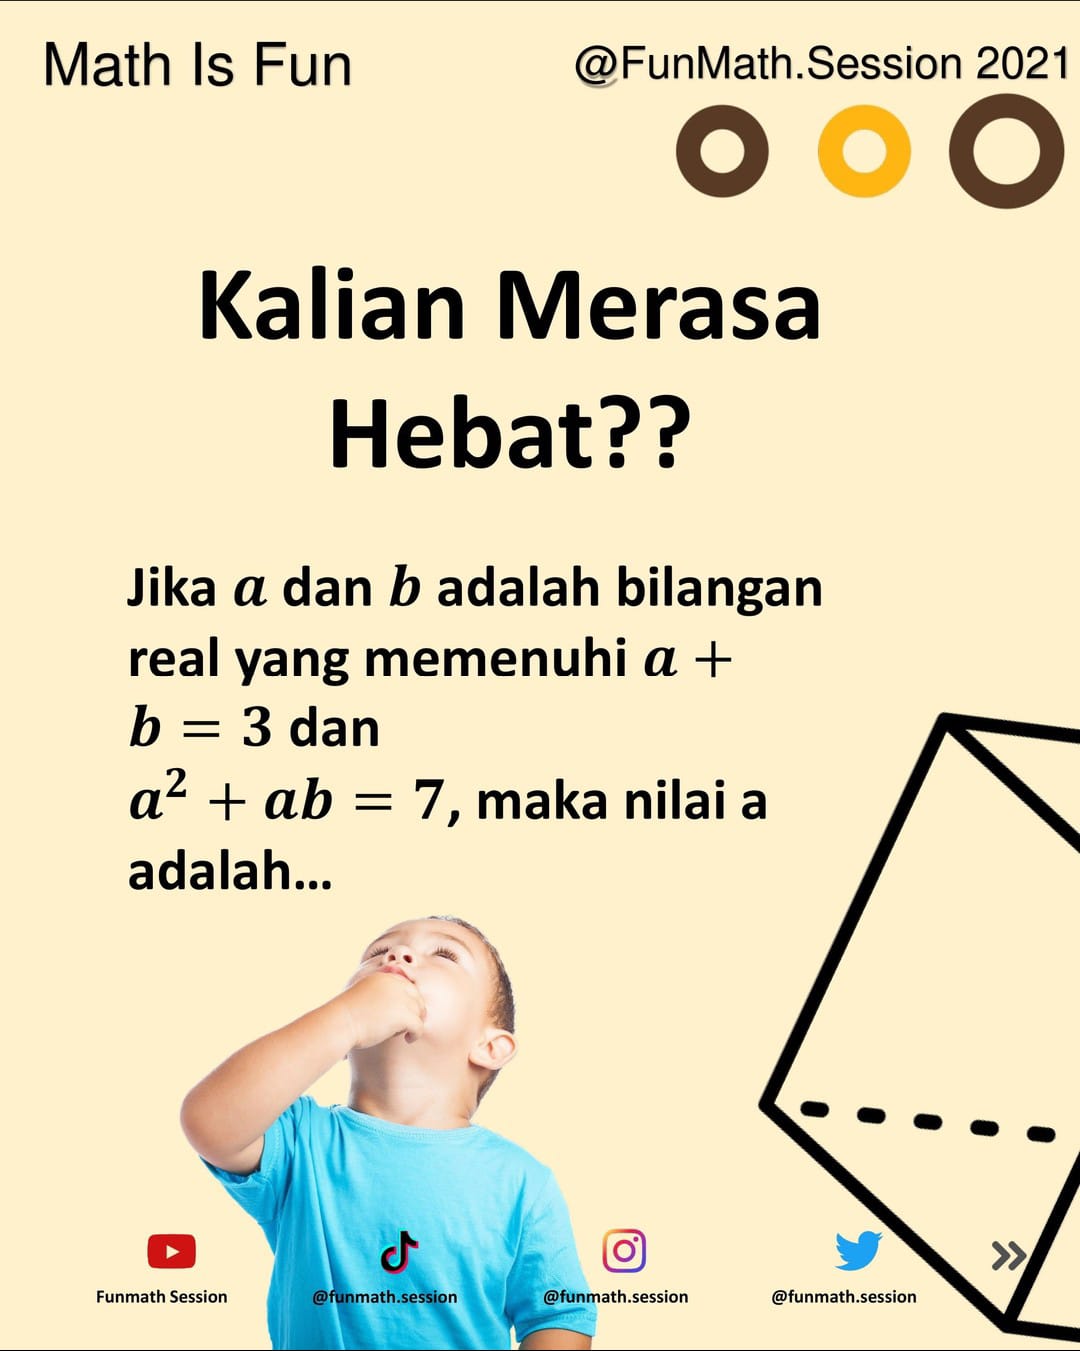 Math Is Fun
@FunMath.Session 2021
Kalian Merasa
Hebat??
Jika a dan b adalah bilangan
real yang memenuhi a +
b = 3 dan
a² + ab = 7, maka nilai a
adalah...
Funmath Session
@funmath.session
@funmath.session
@funmath.session